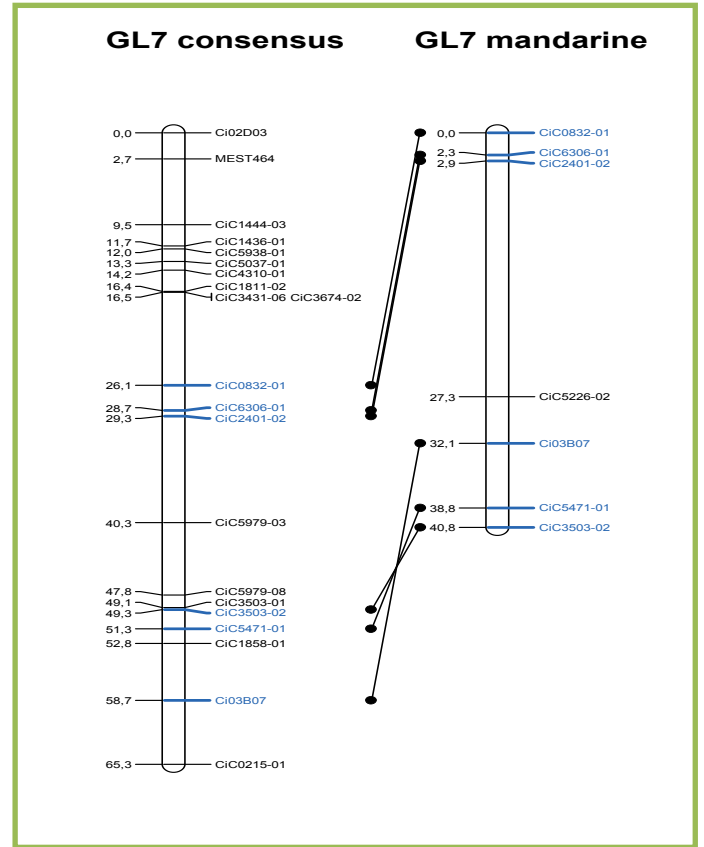 GL7 consensus
0,0 Ci02D03
2,7 MEST464
9,5 CiC1444-03
11,7 CiC1436-01
12,0 CiC5938-01
13,3 CiC5037-01
14,2 CiC4310-01
16,4 CiC1811-02
16,5 CiC3431-06 CiC3674-02
26,1 CiC0832-01
28,7 CiC6306-01
29,3 CiC2401-02
40,3 CiC5979-03
47,8 CiC5979-08
49,1 CiC3503-01
49,3 CiC3503-02
51,3 CiC5471-01
52,8 CiC1858-01
58,7 Ci03B07
65,3 CiC0215-01
GL7 mandarine
0,0 CiC0832-01
2,3 CiC6306-01
2,9 CiC2401-02
27,3 CiC5226-02
32,1 Ci03B07
38,8 CiC5471-01
40,8 CiC3503-02